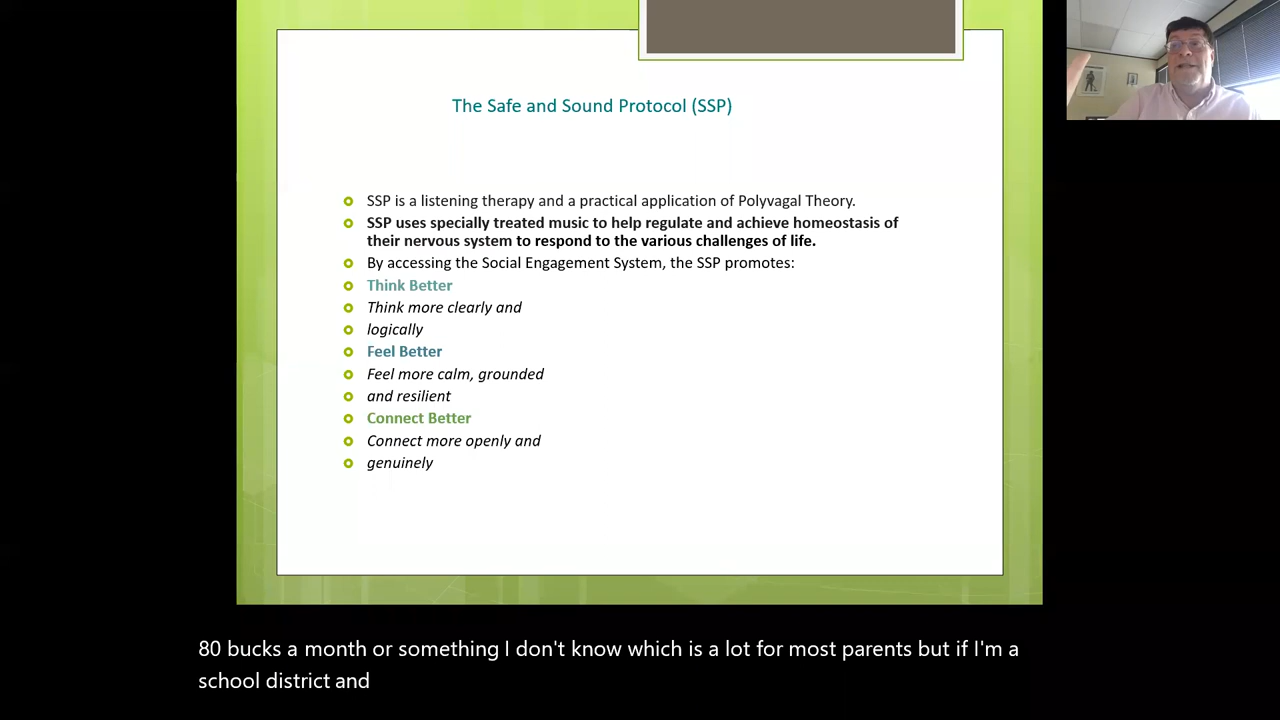 The Safe and Sound Protocol (SSP)
SSP is a listening therapy and a practical application of Polyvagal Theory.
SSP uses specially treated music to help regulate and achieve homeostasis of
their nervous system to respond to the various challenges of life.
By accessing the Social Engagement System, the SSP promotes:
Think Better
Think more clearly and
logically
Feel Better
Feel more calm, grounded
and resilient
Connect Better
Connect more openly and
genuinely
80 bucks a month or something I don't know which is a lot for most parents but if I'm a
school district and